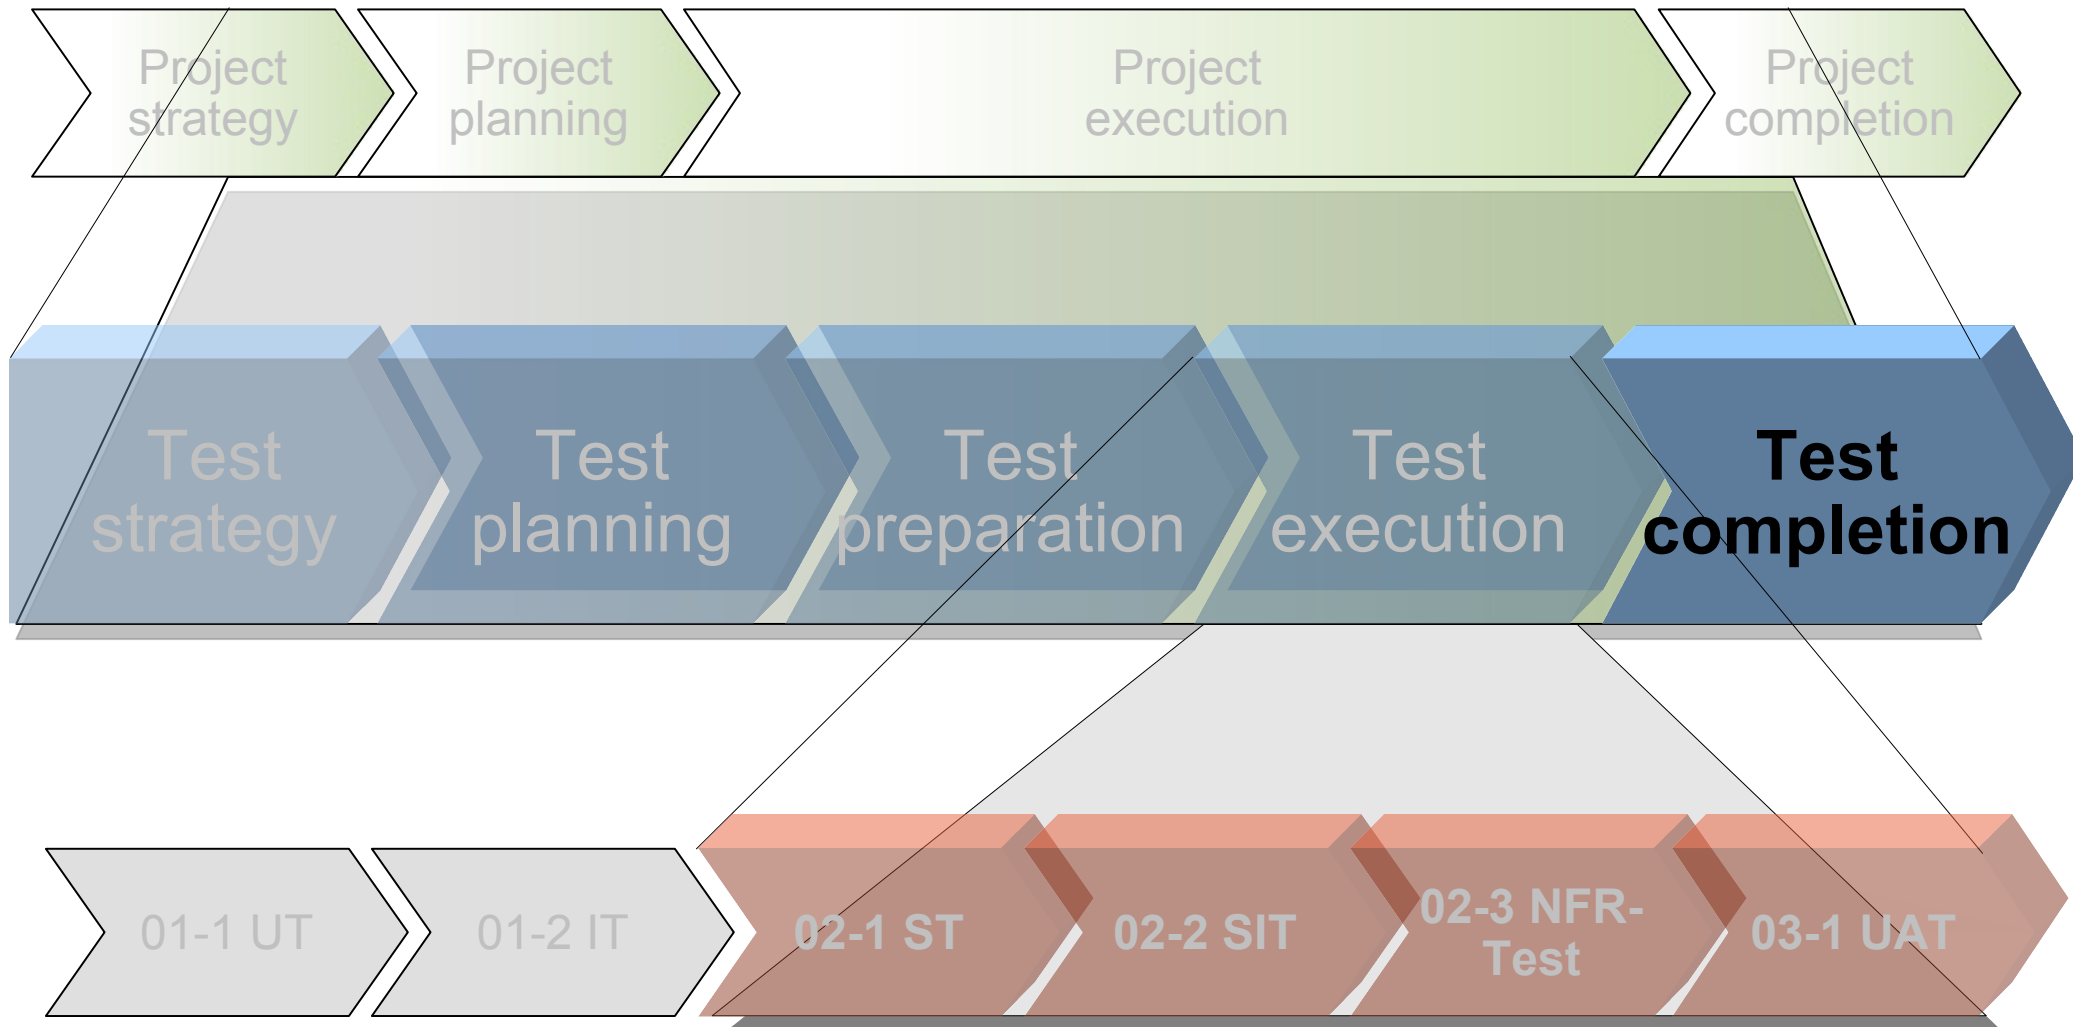 Project
strategy
Project
planning
Project
execution
Project
completion
Test
strategy
Test
planning
Test
preparation
Test
execution
Test
completion
01-1 UT
01-2 IT
02-1 ST
02-2 SIT
02-3 NFR-
Test
03-1 UAT